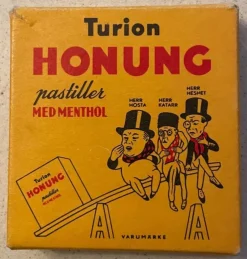 Turion
HONUNG
pastiller
MED MENTHOL
HERR HOSTA
HERR KATARR
HERR HESHET
Turion
HONUNG
pastiller
VARUMÄRKE